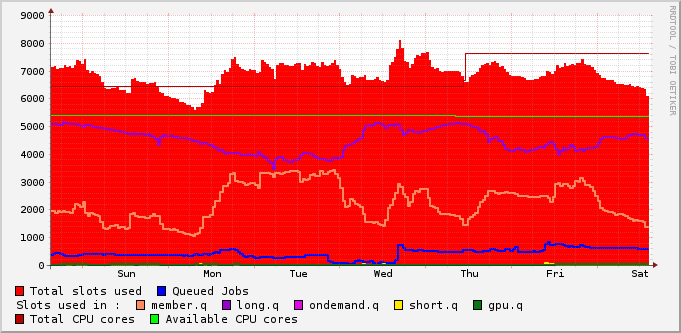 9000
8000
7000
6000
5000
4000
3000
2000
1000
0
Sun Mon Tue Wed Thu Fri Sat
RRDTOOL / TOBI OETIKER
Total slots used Queued Jobs
Slots used in : member.q long.q ondemand.q short.q gpu.q
Total CPU cores Available CPU cores